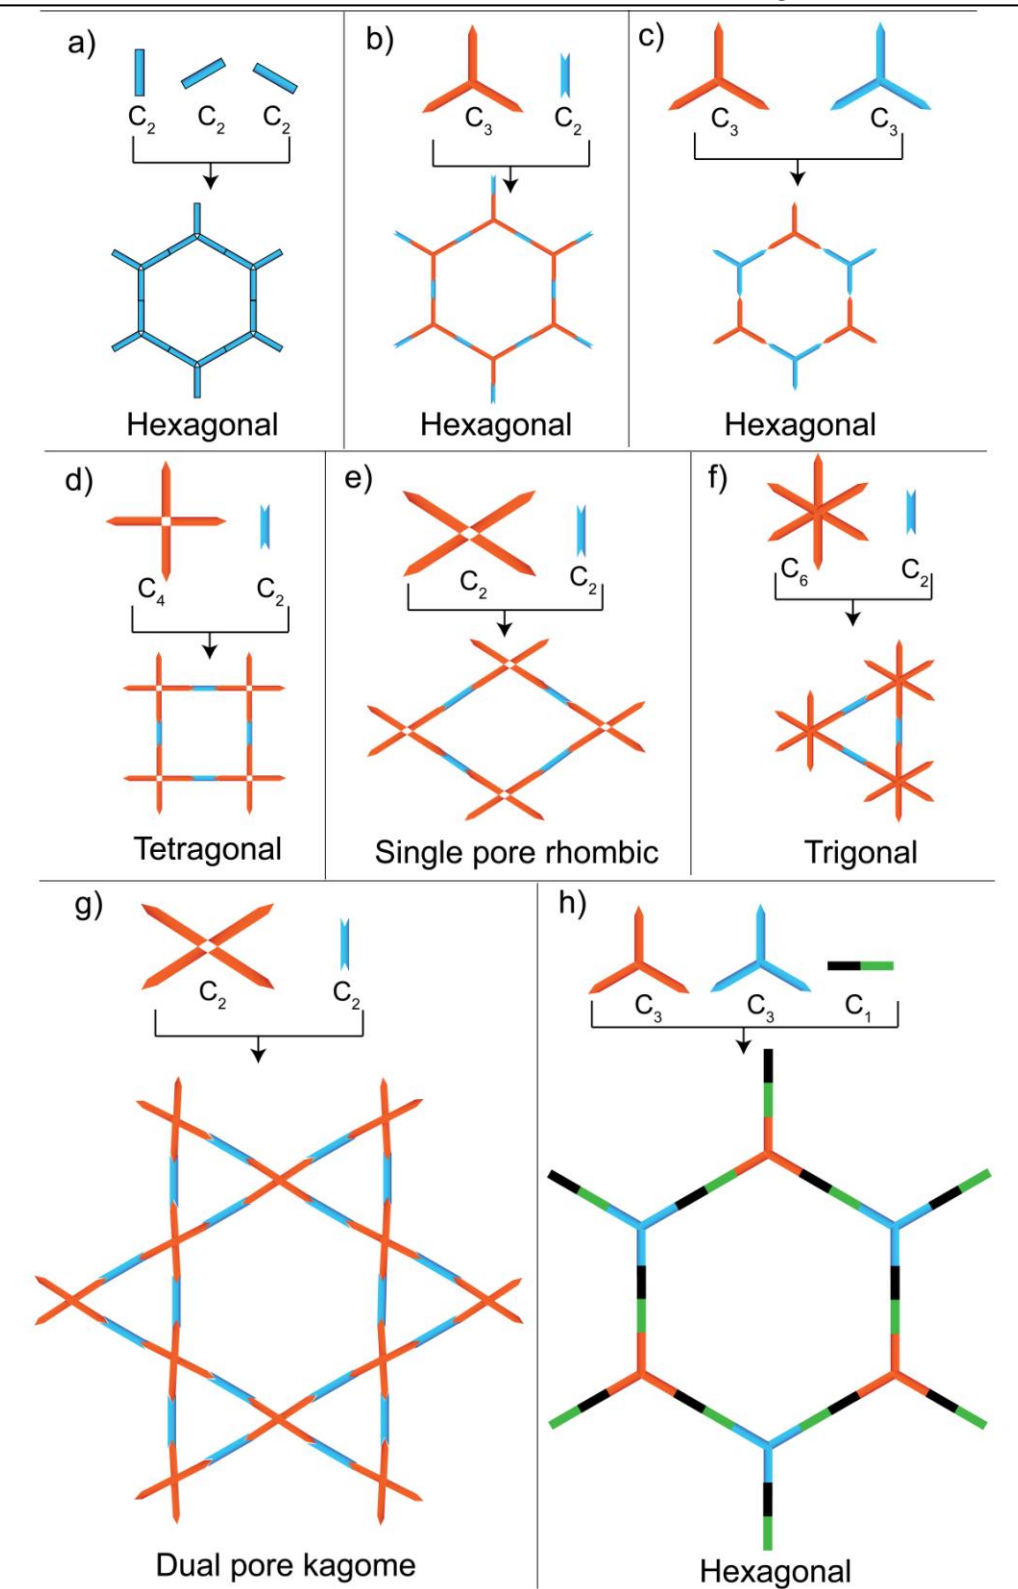 a)
C2 C2 C2
Hexagonal
b)
C3 C2
Hexagonal
c)
C3 C3
Hexagonal
d)
C4 C2
Tetragonal
e)
C2 C2
Single pore rhombic
f)
C6 C2
Trigonal
g)
C2 C2
Dual pore kagome
h)
C3 C3 C1
Hexagonal